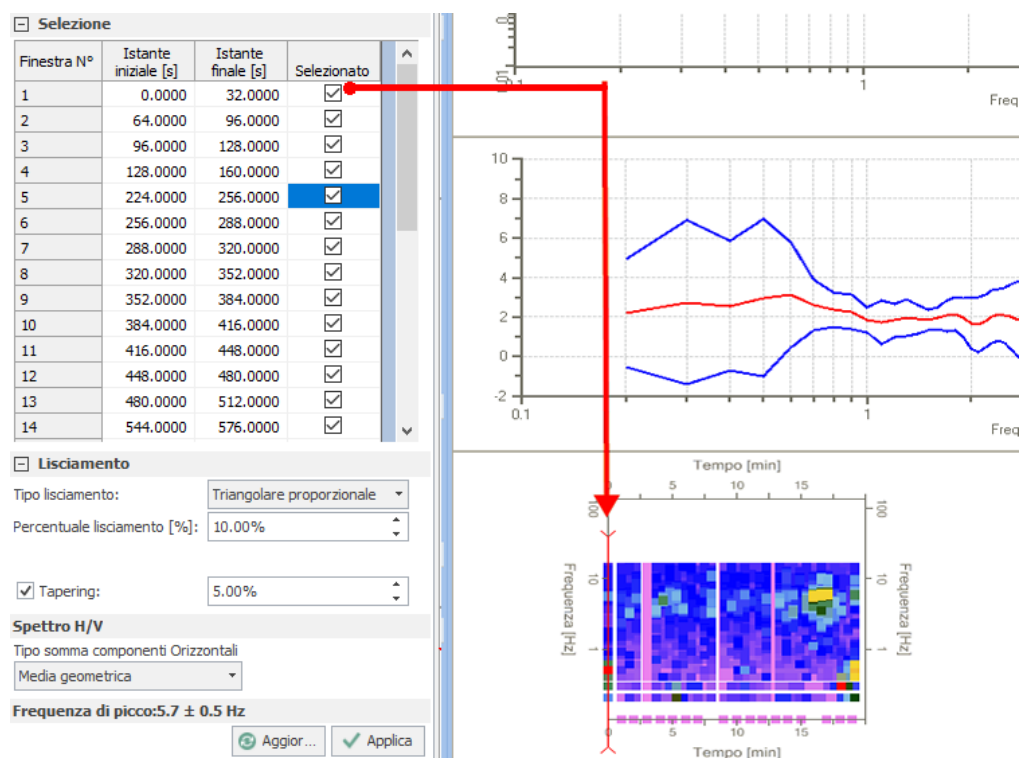 Selezione
Finestra N° Istante iniziale [s] Istante finale [s] Selezionato
1 0.0000 32.0000
2 64.0000 96.0000
3 96.0000 128.0000
4 128.0000 160.0000
5 224.0000 256.0000
6 256.0000 288.0000
7 288.0000 320.0000
8 320.0000 352.0000
9 352.0000 384.0000
10 384.0000 416.0000
11 416.0000 448.0000
12 448.0000 480.0000
13 480.0000 512.0000
14 544.0000 576.0000
Lisciamento
Tipo lisciamento: Triangolare proporzionale
Percentuale lisciamento [%]: 10.00%
Tapering: 5.00%
Spettro H/V
Tipo somma componenti Orizzontali
Media geometrica
Frequenza di picco:5.7 ± 0.5 Hz
Aggior... Applica
1
Freq
10
8
6
4
2
0
-2
0.1 1
Freq
Tempo [min]
5 10 15
100 100
Frequenza [Hz] 10 10 Frequenza [Hz]
1 1
5 10 15
Tempo [min]